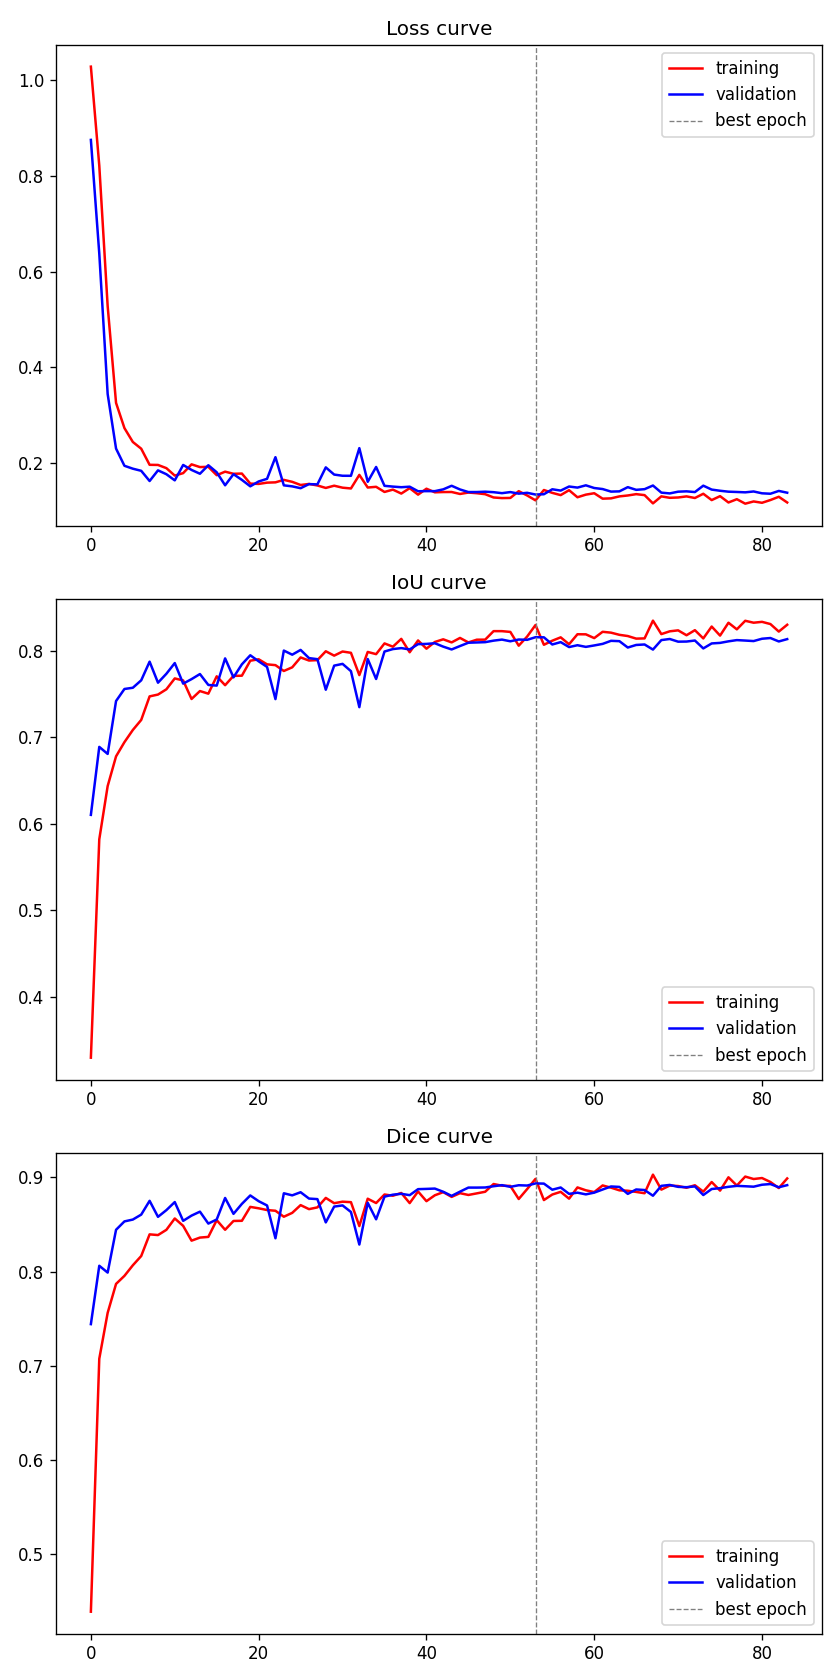 Loss curve
1.0
0.8
0.6
0.4
0.2
training
validation
best epoch
0 20 40 60 80
IoU curve
0.8
0.7
0.6
0.5
0.4
training
validation
best epoch
0 20 40 60 80
Dice curve
0.9
0.8
0.7
0.6
0.5
training
validation
best epoch
0 20 40 60 80